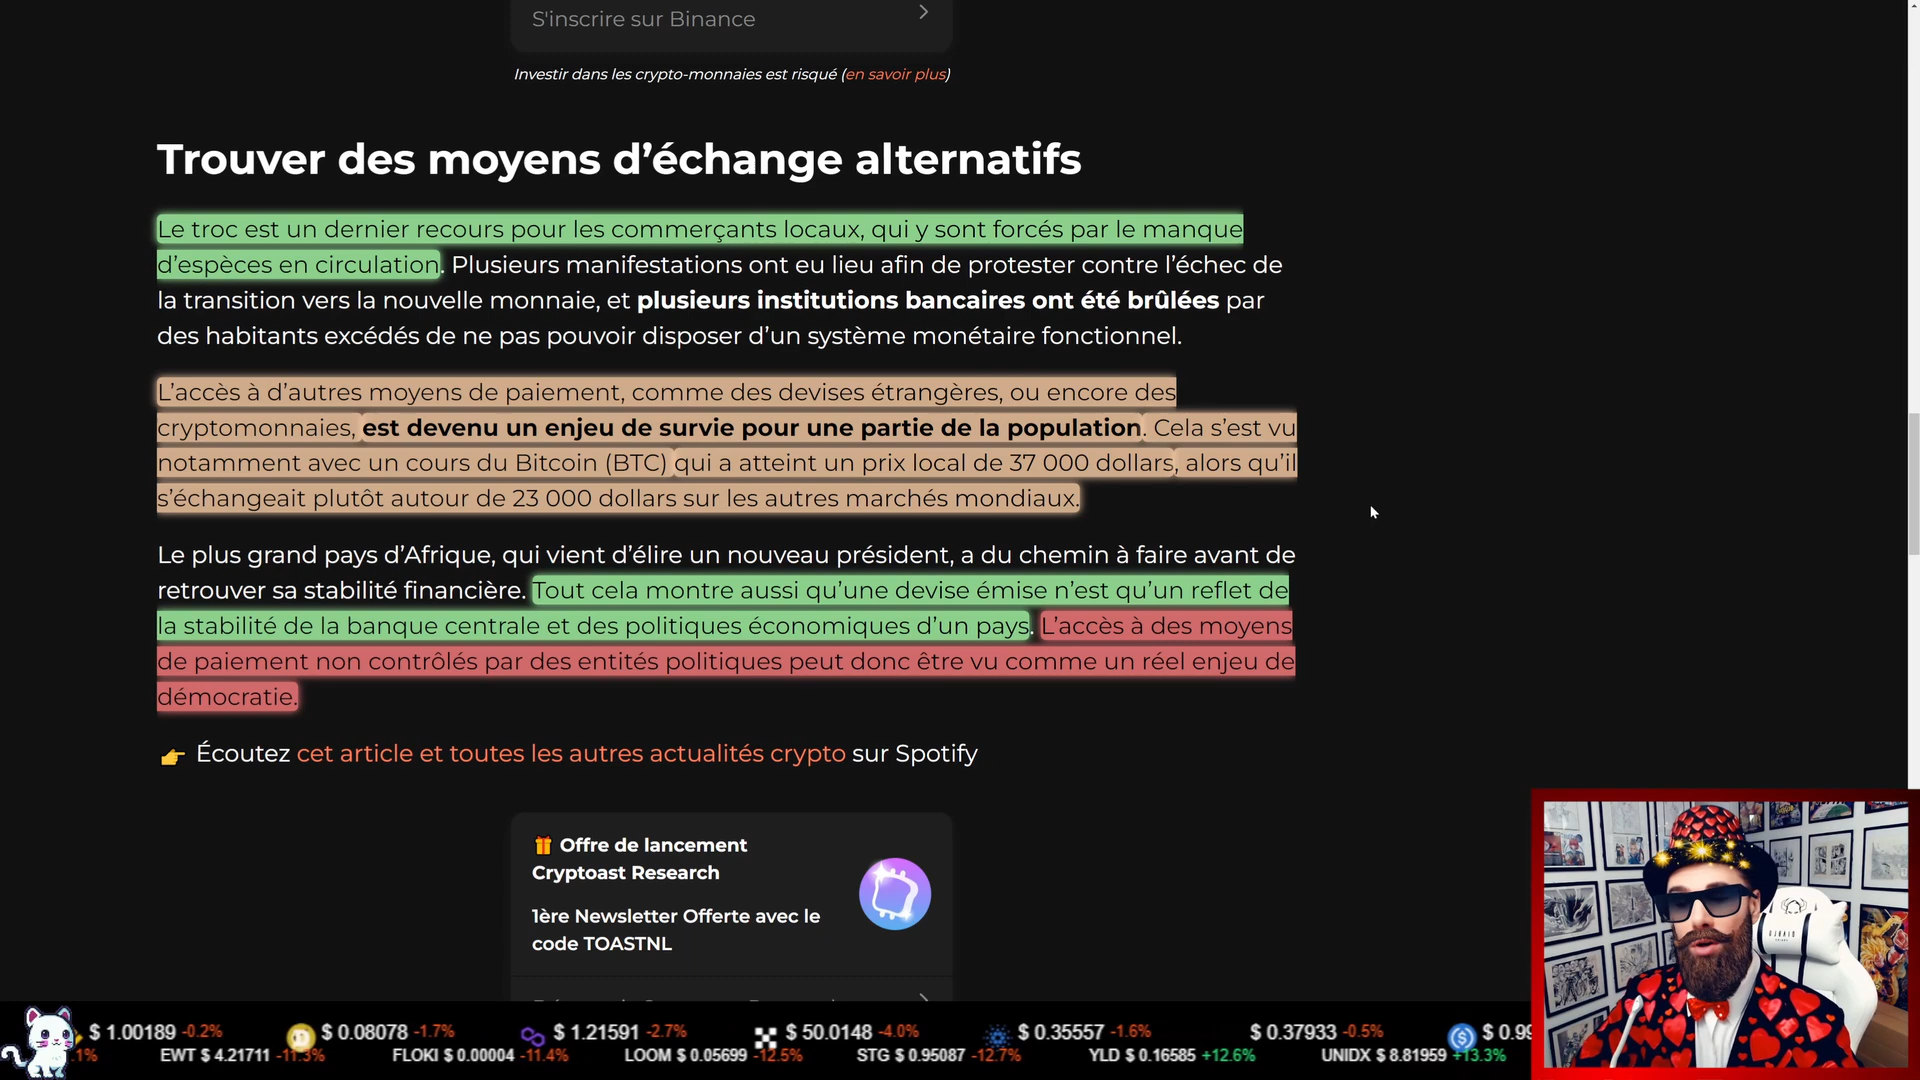 S'inscrire sur Binance
Investir dans les crypto-monnaies est risqué (en savoir plus)
Trouver des moyens d’échange alternatifs
Le troc est un dernier recours pour les commerçants locaux, qui y sont forcés par le manque
d’espèces en circulation. Plusieurs manifestations ont eu lieu afin de protester contre l’échec de
la transition vers la nouvelle monnaie, et plusieurs institutions bancaires ont été brûlées par
des habitants excédés de ne pas pouvoir disposer d’un système monétaire fonctionnel.
L’accès à d’autres moyens de paiement, comme des devises étrangères, ou encore des
cryptomonnaies, est devenu un enjeu de survie pour une partie de la population. Cela s’est vu
notamment avec un cours du Bitcoin (BTC) qui a atteint un prix local de 37 000 dollars, alors qu’il
s’échangeait plutôt autour de 23 000 dollars sur les autres marchés mondiaux.
Le plus grand pays d’Afrique, qui vient d’élire un nouveau président, a du chemin à faire avant de
retrouver sa stabilité financière. Tout cela montre aussi qu’une devise émise n’est qu’un reflet de
la stabilité de la banque centrale et des politiques économiques d’un pays. L’accès à des moyens
de paiement non contrôlés par des entités politiques peut donc être vu comme un réel enjeu de
démocratie.
👉 Écoutez cet article et toutes les autres actualités crypto sur Spotify
🎁 Offre de lancement
Cryptoast Research
1ère Newsletter Offerte avec le
code TOASTNL
$ 1.00189 -0.2% $ 0.08078 -1.7% $ 1.21591 -2.7% $ 50.0148 -4.0% $ 0.35557 -1.6% $ 0.37933 -0.5% $ 0.99
.1% EWT $ 4.21711 -11.3% FLOKI $ 0.00004 -11.4% LOOM $ 0.05699 -12.5% STG $ 0.95087 -12.7% YLD $ 0.16585 +12.6% UNIDX $ 8.81959 +13.3%